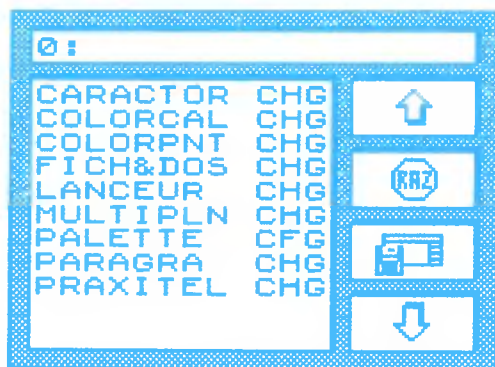 0:
CARACTOR CHG
COLORCAL CHG
COLORPNT CHG
FICH&DOS CHG
LANCEUR CHG
MULTIPLN CHG
PALETTE CFG
PARAGRA CHG
PRAXITEL CHG
RAZ